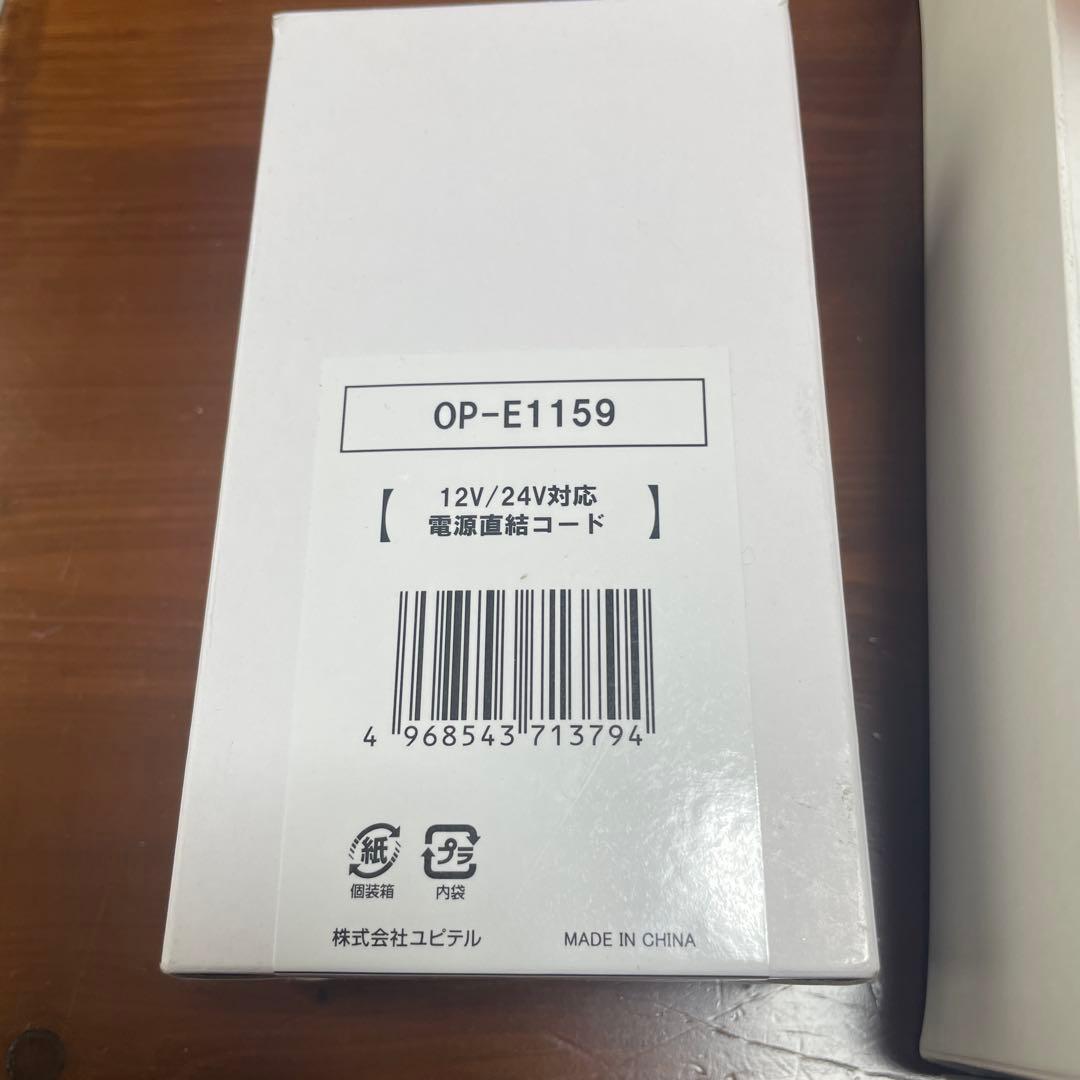 OP-E1159
【 12V/24V対応
電源直結コード 】
4 968543 713794
紙 プラ
個装箱 内袋
株式会社ユピテル MADE IN CHINA